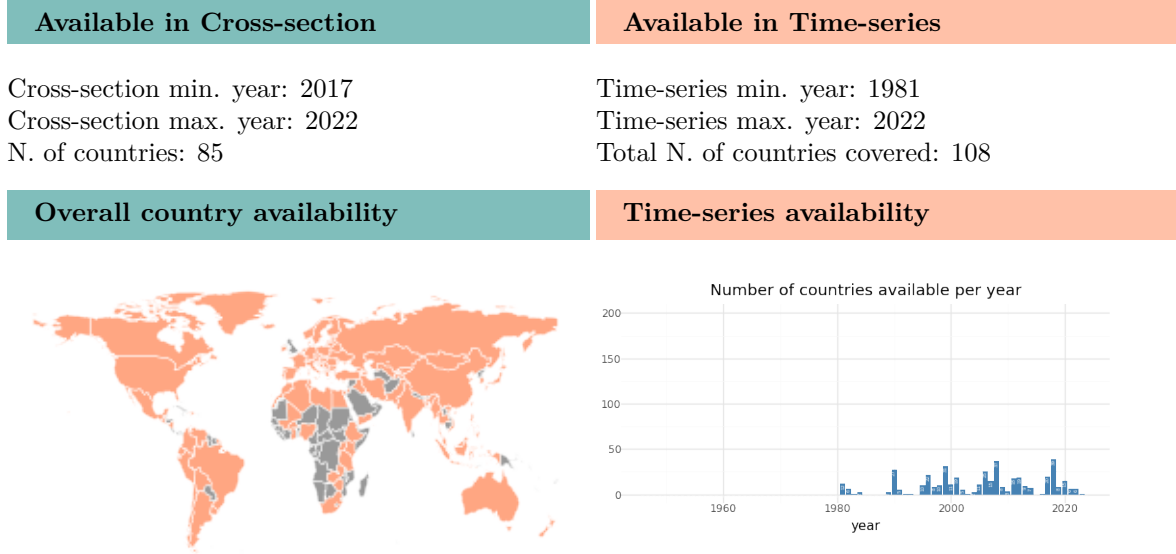 Available in Cross-section
Available in Time-series
Cross-section min. year: 2017
Cross-section max. year: 2022
N. of countries: 85
Time-series min. year: 1981
Time-series max. year: 2022
Total N. of countries covered: 108
Overall country availability
Time-series availability
Number of countries available per year
200
150
100
50
0
1960
1980
2000
2020
year